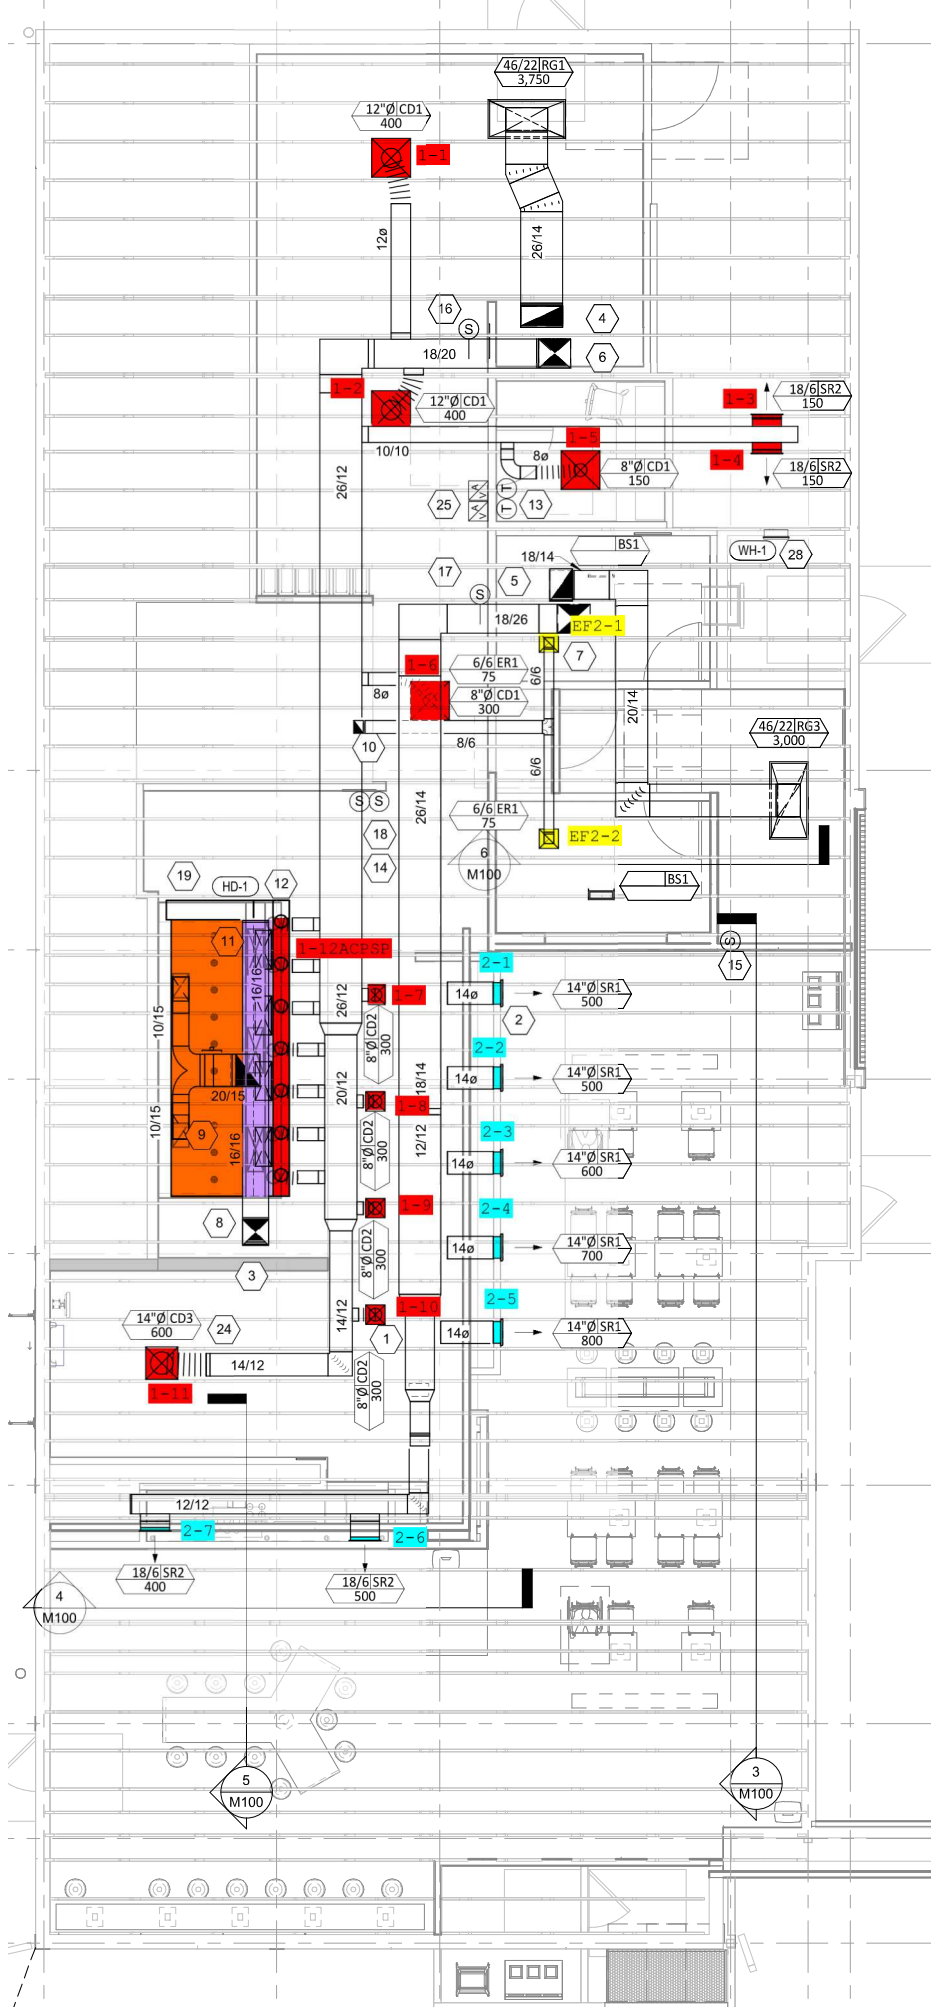 46/22 RG1
3,750
12"Ø CD1
400
1-1
12ø
26/14
16
S
4
18/20
6
1-2
12"Ø CD1
400
1-3
18/6 SR2
150
10/10
1-5
8ø
8"Ø CD1
150
1-4
18/6 SR2
150
26/12
25
V A
V A
T
T
13
BS1
WH-1
28
18/14
17
S
5
18/26
EF2-1
7
1-6
6/6 ER1
75
6/6
8ø
8"Ø CD1
300
20/14
46/22 RG3
3,000
10
8/6
6/6
S
S
26/14
6/6 ER1
75
EF2-2
18
14
6
M100
19
HD-1
12
BS1
11
1-12ACPSP
S
15
16/16
2-1
26/12
1-7
14ø
14"Ø SR1
500
2
10/15
8"Ø CD2
300
2-2
14ø
14"Ø SR1
500
20/12
18/14
20/15
1-8
10/15
9
16/16
12/12
8"Ø CD2
300
2-3
14ø
14"Ø SR1
600
1-9
2-4
8
14ø
14"Ø SR1
700
8"Ø CD2
300
3
2-5
1-10
14/12
14"Ø CD3
600
24
1
14ø
14"Ø SR1
800
14/12
8"Ø CD2
300
1-11
12/12
2-7
2-6
18/6 SR2
400
18/6 SR2
500
4
M100
5
M100
3
M100